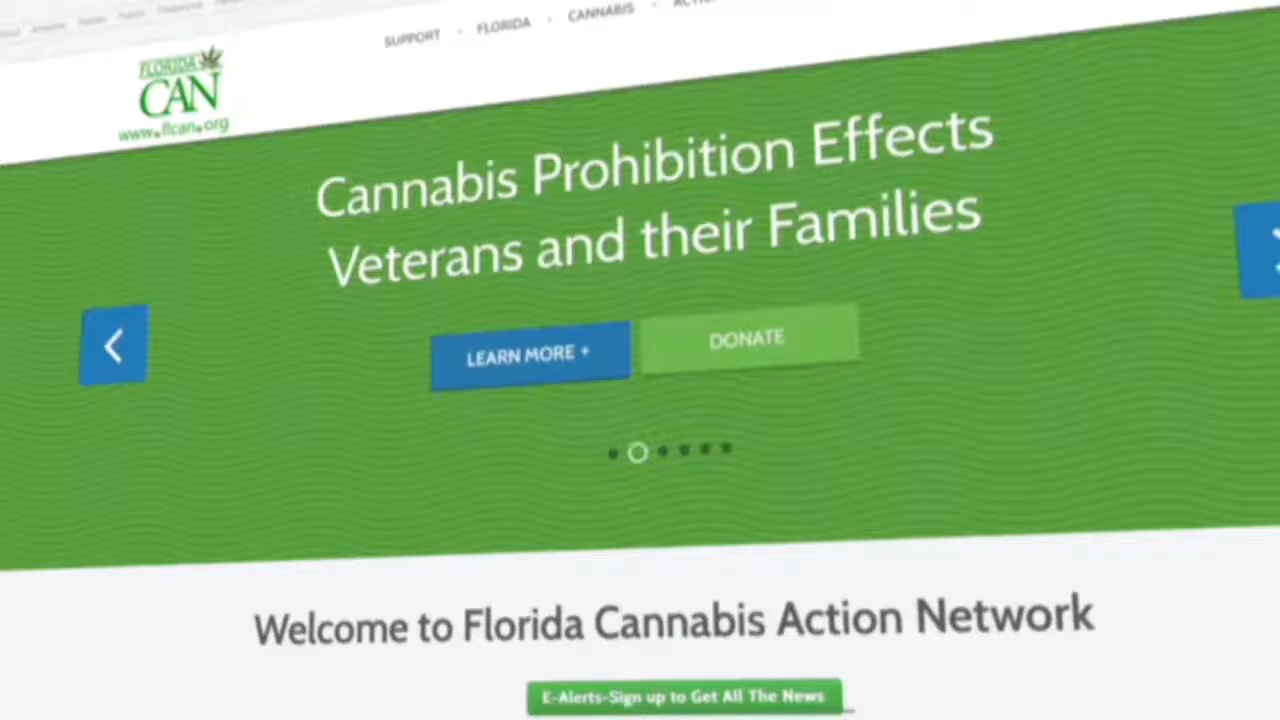 SUPPORT · FLORIDA · CANNABIS ·
FLORIDA
CAN
www.flcan.org
Cannabis Prohibition Effects
Veterans and their Families
LEARN MORE +
DONATE
Welcome to Florida Cannabis Action Network
E-Alerts-Sign up to Get All The News